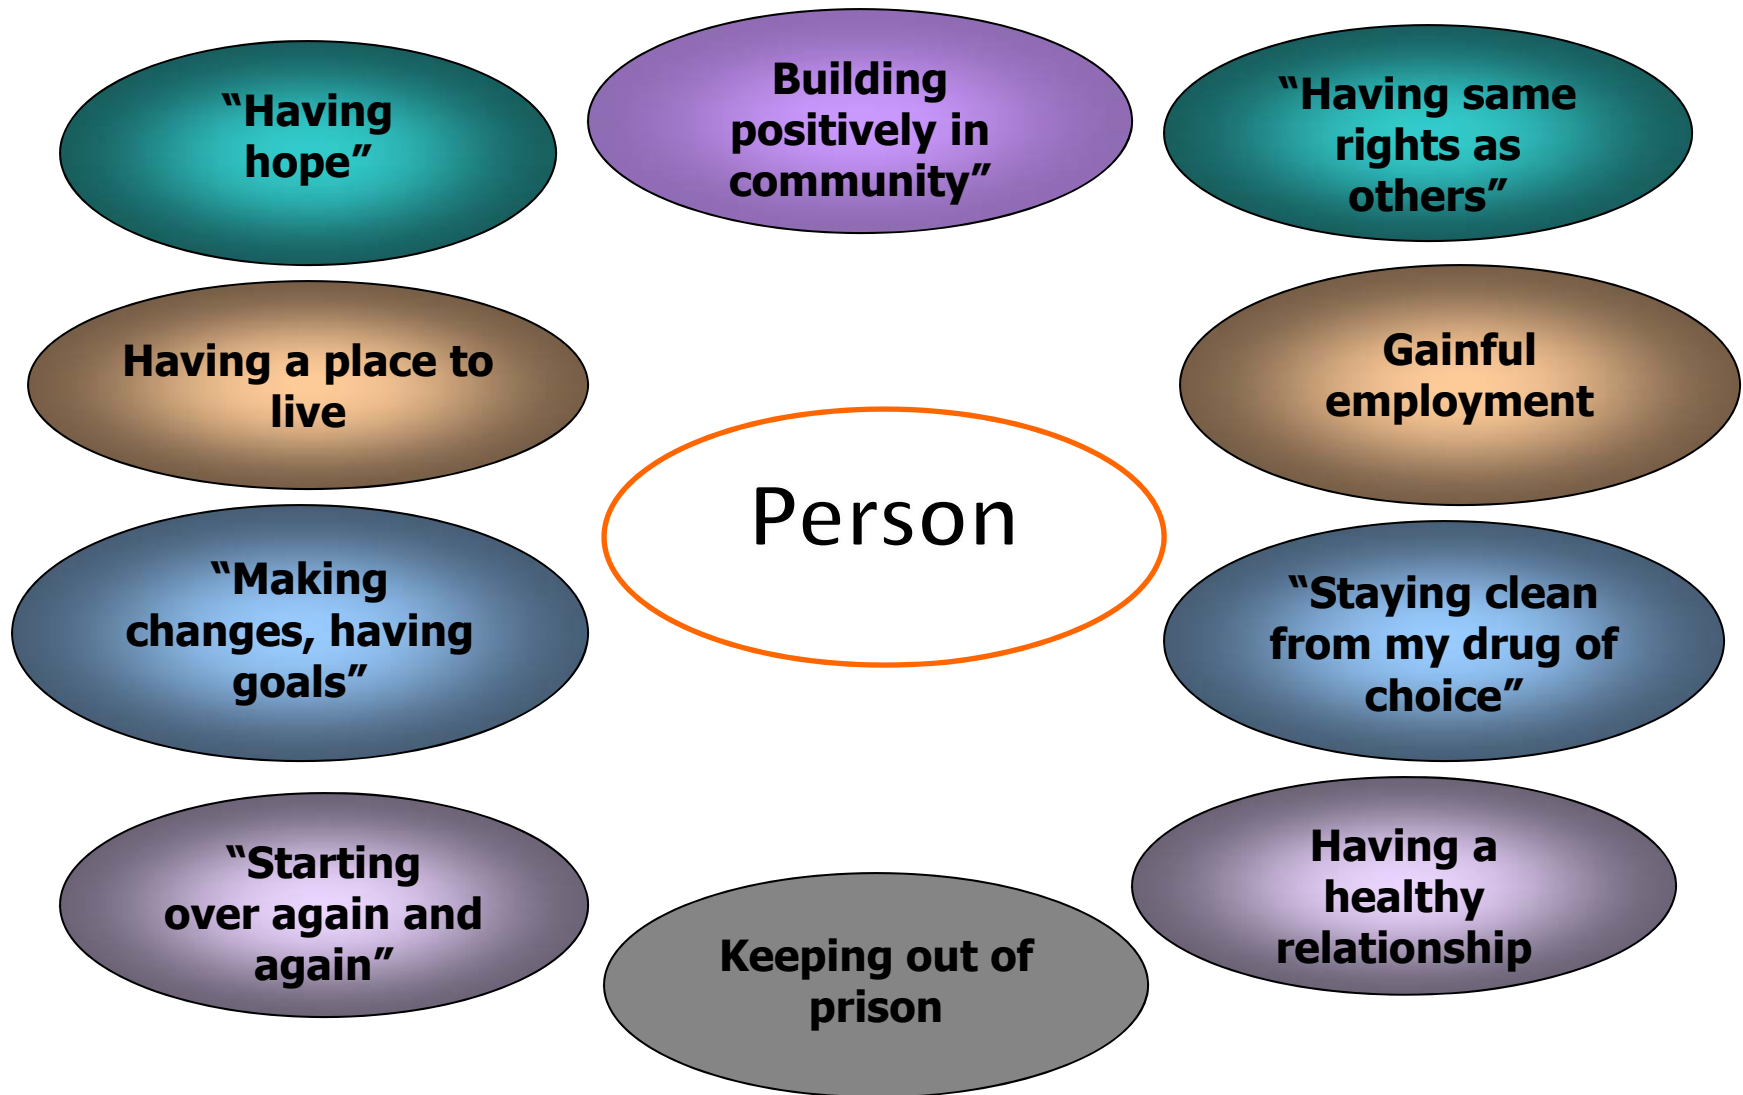 “Having
hope”
Building
positively in
community”
“Having same
rights as
others”
Having a place to
live
Gainful
employment
Person
“Making
changes, having
goals”
“Staying clean
from my drug of
choice”
“Starting
over again and
again”
Keeping out of
prison
Having a
healthy
relationship